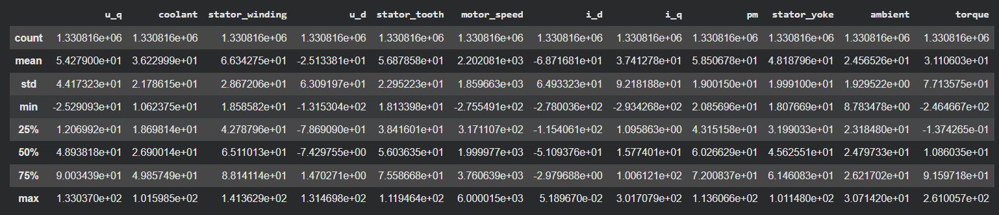 u_q coolant stator_winding u_d stator_tooth motor_speed i_d i_q pm stator_yoke ambient torque
count 1.330816e+06 1.330816e+06 1.330816e+06 1.330816e+06 1.330816e+06 1.330816e+06 1.330816e+06 1.330816e+06 1.330816e+06 1.330816e+06 1.330816e+06 1.330816e+06
mean 5.427900e+01 3.622999e+01 6.634275e+01 -2.513381e+01 5.687858e+01 2.202081e+03 -6.871681e+01 3.741278e+01 5.850678e+01 4.818796e+01 2.456526e+01 3.110603e+01
std 4.417323e+01 2.178615e+01 2.867206e+01 6.309197e+01 2.295223e+01 1.859663e+03 6.493323e+01 9.218188e+01 1.900150e+01 1.999100e+01 1.929522e+00 7.713575e+01
min -2.529093e+01 1.062375e+01 1.858582e+01 -1.315304e+02 1.813398e+01 -2.755491e+02 -2.780036e+02 -2.934268e+02 2.085696e+01 1.807669e+01 8.783478e+00 -2.464667e+02
25% 1.206992e+01 1.869814e+01 4.278796e+01 -7.869090e+01 3.841601e+01 3.171107e+02 -1.154061e+02 1.095863e+00 4.315158e+01 3.199033e+01 2.318480e+01 -1.374265e-01
50% 4.893818e+01 2.690014e+01 6.511013e+01 -7.429755e+00 5.603635e+01 1.999977e+03 -5.109376e+01 1.577401e+01 6.026629e+01 4.562551e+01 2.479733e+01 1.086035e+01
75% 9.003439e+01 4.985749e+01 8.814114e+01 1.470271e+00 7.558668e+01 3.760639e+03 -2.979688e+00 1.006121e+02 7.200837e+01 6.146083e+01 2.621702e+01 9.159718e+01
max 1.330370e+02 1.015985e+02 1.413629e+02 1.314698e+02 1.119464e+02 6.000015e+03 5.189670e-02 3.017079e+02 1.136066e+02 1.011480e+02 3.071420e+01 2.610057e+02